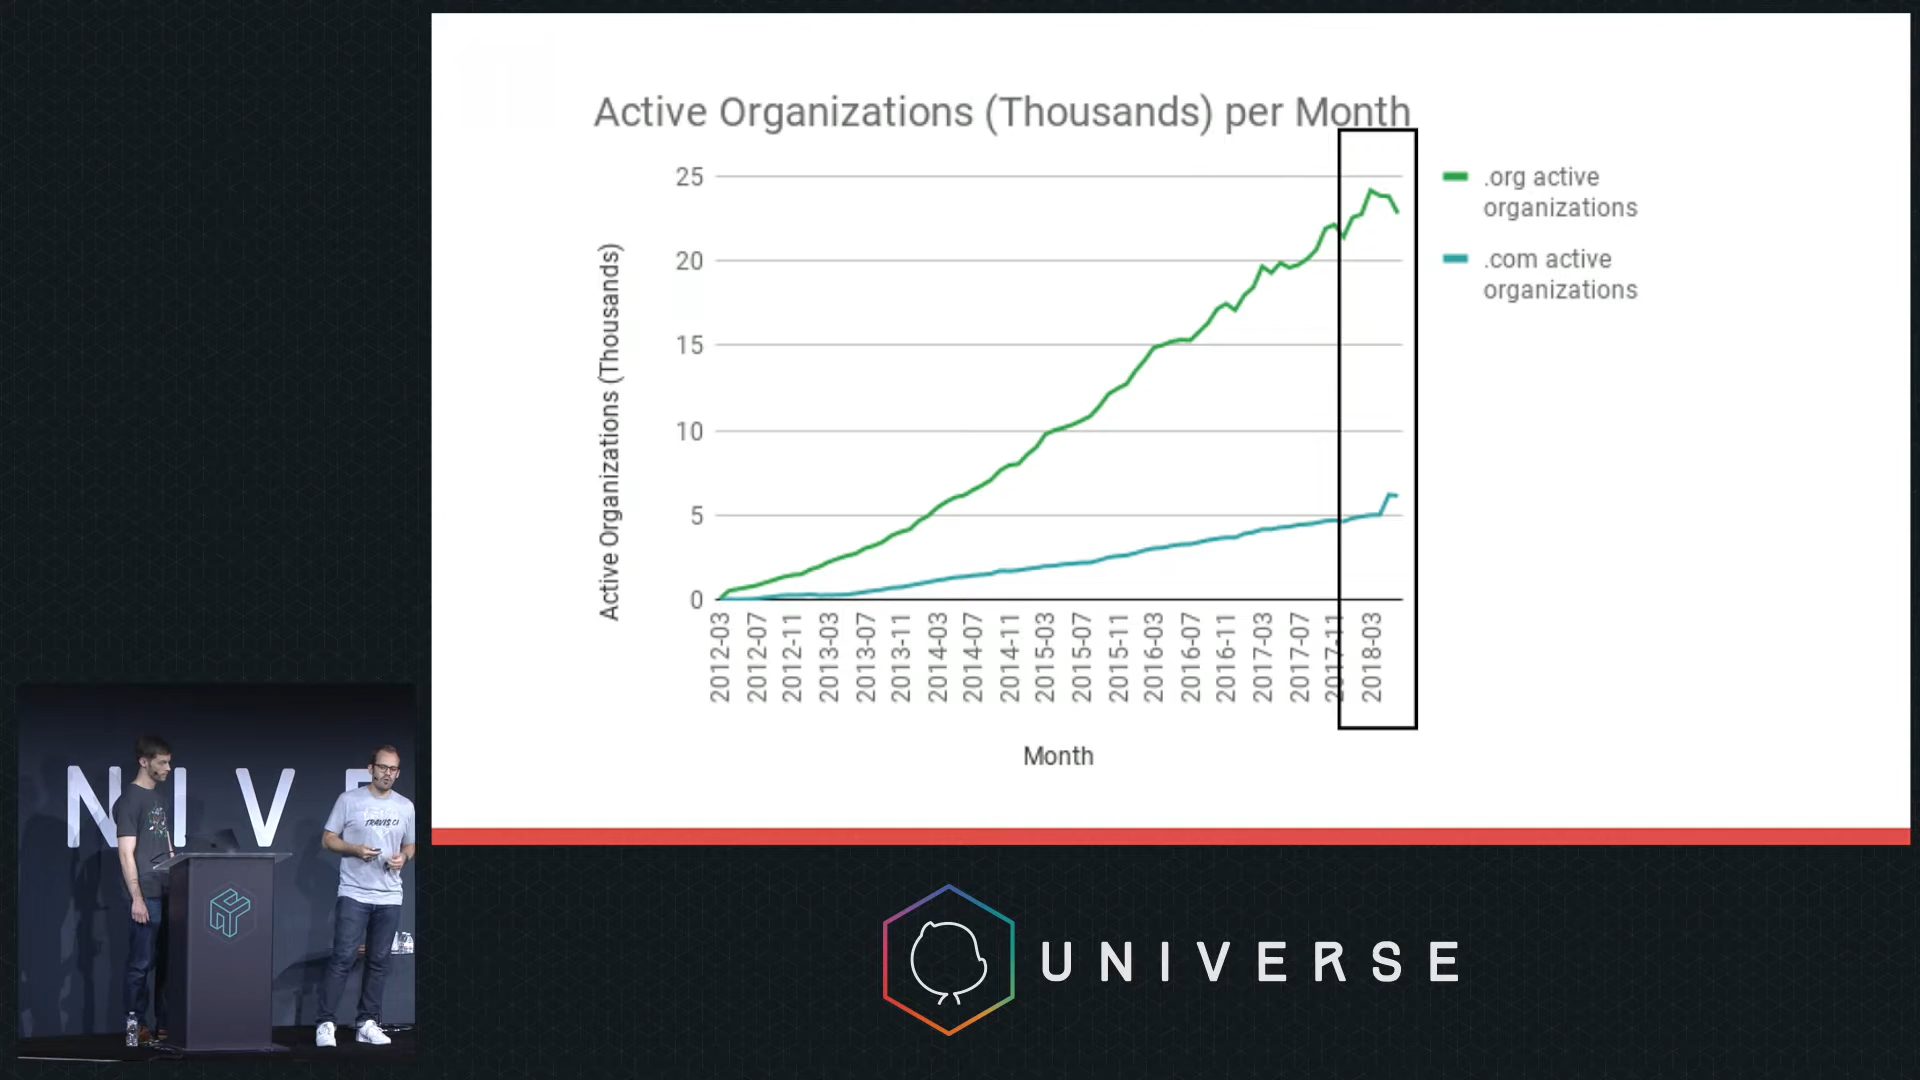 Active Organizations (Thousands) per Month
Active Organizations (Thousands)
25
20
15
10
5
0
.org active
organizations
.com active
organizations
2012-03
2012-07
2012-11
2013-03
2013-07
2013-11
2014-03
2014-07
2014-11
2015-03
2015-07
2015-11
2016-03
2016-07
2016-11
2017-03
2017-07
2017-11
2018-03
Month
NIVE
TRAVIS CI
UNIVERSE